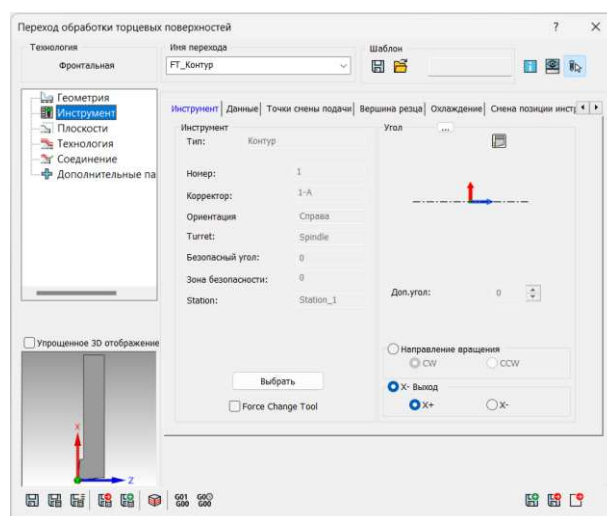 Переход обработки торцевых поверхностей ? ×
Технология
Фронтальная
Имя перехода
FT_Контур
Шаблон
Геометрия
Инструмент
Плоскости
Технология
Соединение
Дополнительные па
Упрощенное 3D отображение
X
Z
Инструмент Данные Точки смены подачи Вершина резца Охлаждение Смена позиции инст
Инструмент
Тип: Контур
Номер: 1
Корректор: 1-A
Ориентация Справа
Turret: Spindle
Безопасный угол: 0
Зона безопасности: 0
Station: Station_1
Выбрать
Force Change Tool
Угол ...
Доп.угол: 0
Направление вращения
CW CCW
X- Выход
X+ X-
G01 G00
G00